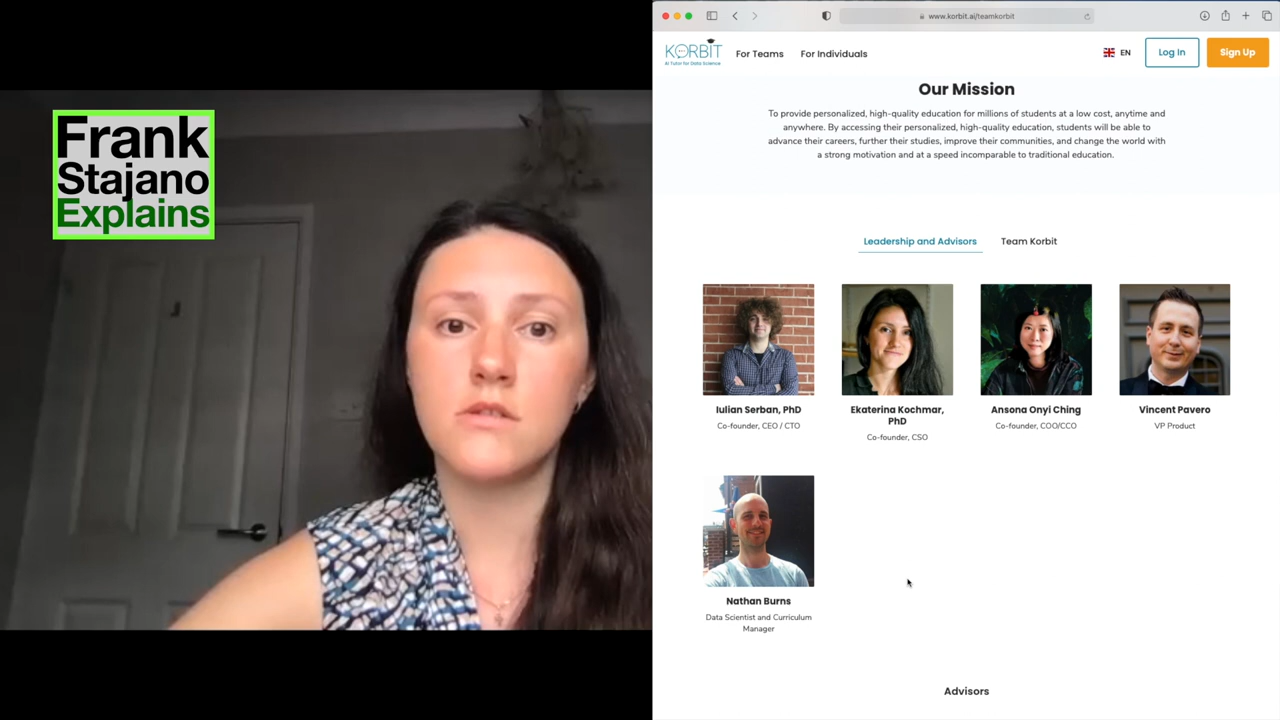 Frank
Stajano
Explains
www.korbit.ai/teamkorbit
KORBIT
AI Tutor for Data Science
For Teams
For Individuals
EN
Log In
Sign Up
Our Mission
To provide personalized, high-quality education for millions of students at a low cost, anytime and
anywhere. By accessing their personalized, high-quality education, students will be able to
advance their careers, further their studies, improve their communities, and change the world with
a strong motivation and at a speed incomparable to traditional education.
Leadership and Advisors
Team Korbit
Iulian Serban, PhD
Co-founder, CEO / CTO
Ekaterina Kochmar,
PhD
Co-founder, CSO
Ansona Onyi Ching
Co-founder, COO/CCO
Vincent Pavero
VP Product
Nathan Burns
Data Scientist and Curriculum
Manager
Advisors